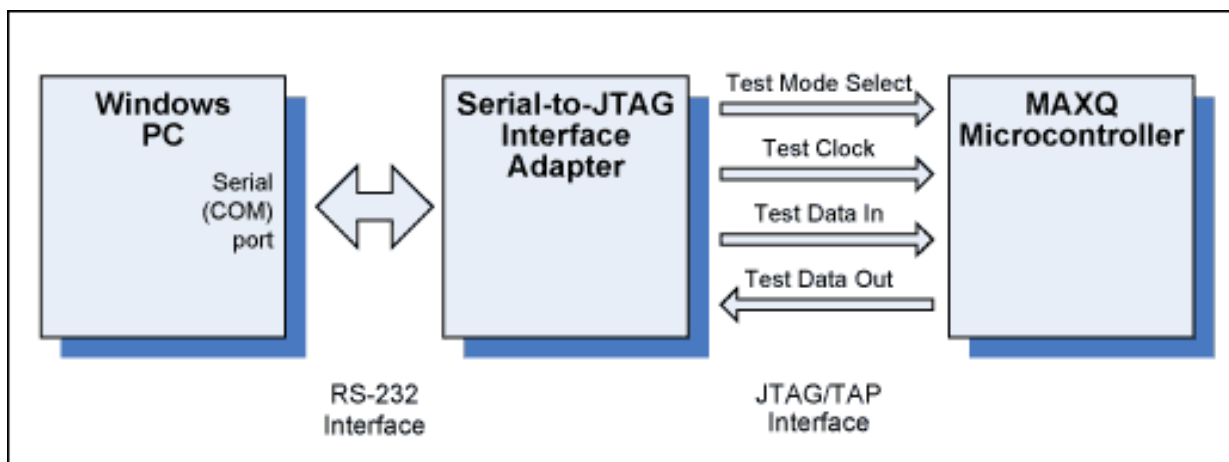 Windows
PC
Serial
(COM)
port
Serial-to-JTAG
Interface
Adapter
Test Mode Select
Test Clock
Test Data In
Test Data Out
MAXQ
Microcontroller
RS-232
Interface
JTAG/TAP
Interface